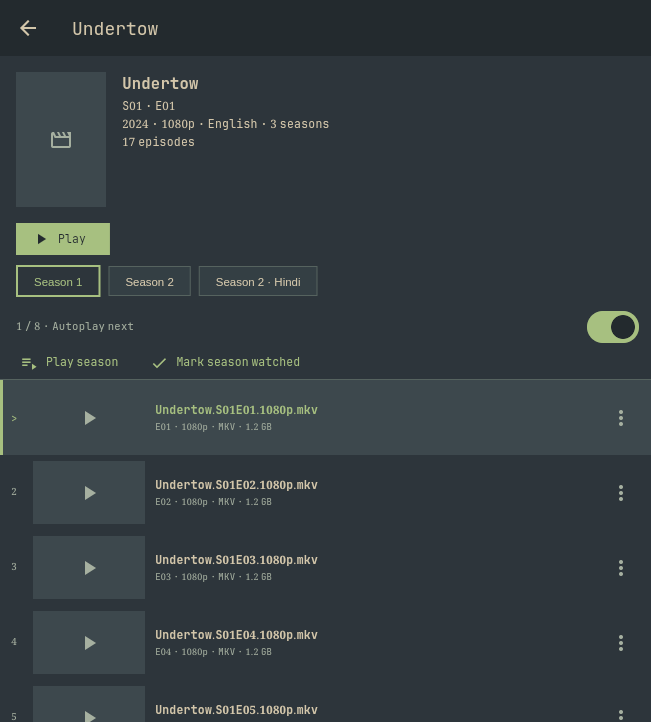 Undertow
Undertow
S01 · E01
2024 · 1080p · English · 3 seasons
17 episodes
Play
Season 1
Season 2
Season 2 · Hindi
1 / 8 · Autoplay next
Play season
Mark season watched
>
Undertow.S01E01.1080p.mkv
E01 · 1080p · MKV · 1.2 GB
2
Undertow.S01E02.1080p.mkv
E02 · 1080p · MKV · 1.2 GB
3
Undertow.S01E03.1080p.mkv
E03 · 1080p · MKV · 1.2 GB
4
Undertow.S01E04.1080p.mkv
E04 · 1080p · MKV · 1.2 GB
5
Undertow.S01E05.1080p.mkv